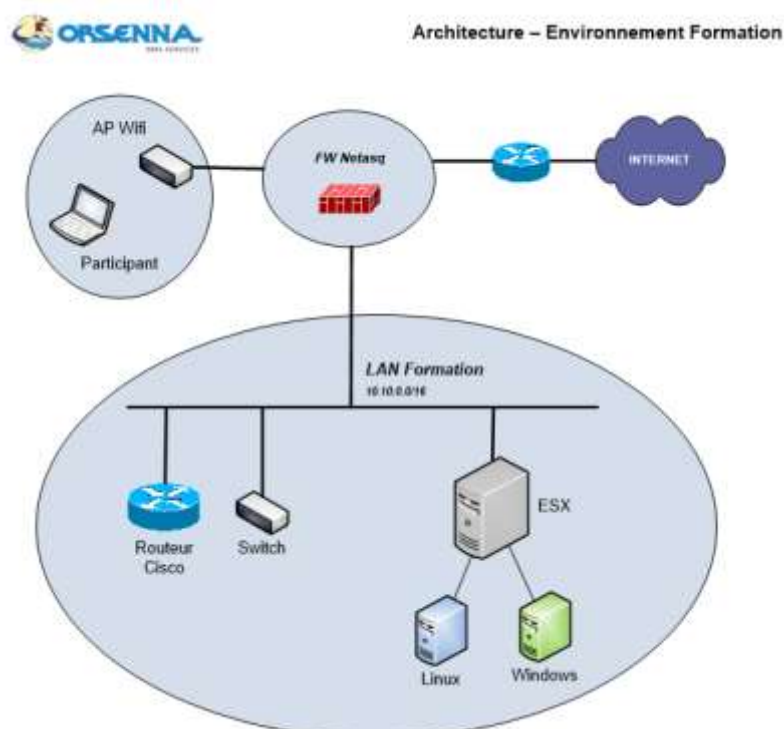 ORSENNA
Architecture – Environnement Formation
AP Wifi
FW Netasq
INTERNET
Participant
LAN Formation
10.10.0.0/16
ESX
Routeur
Cisco
Switch
Linux
Windows